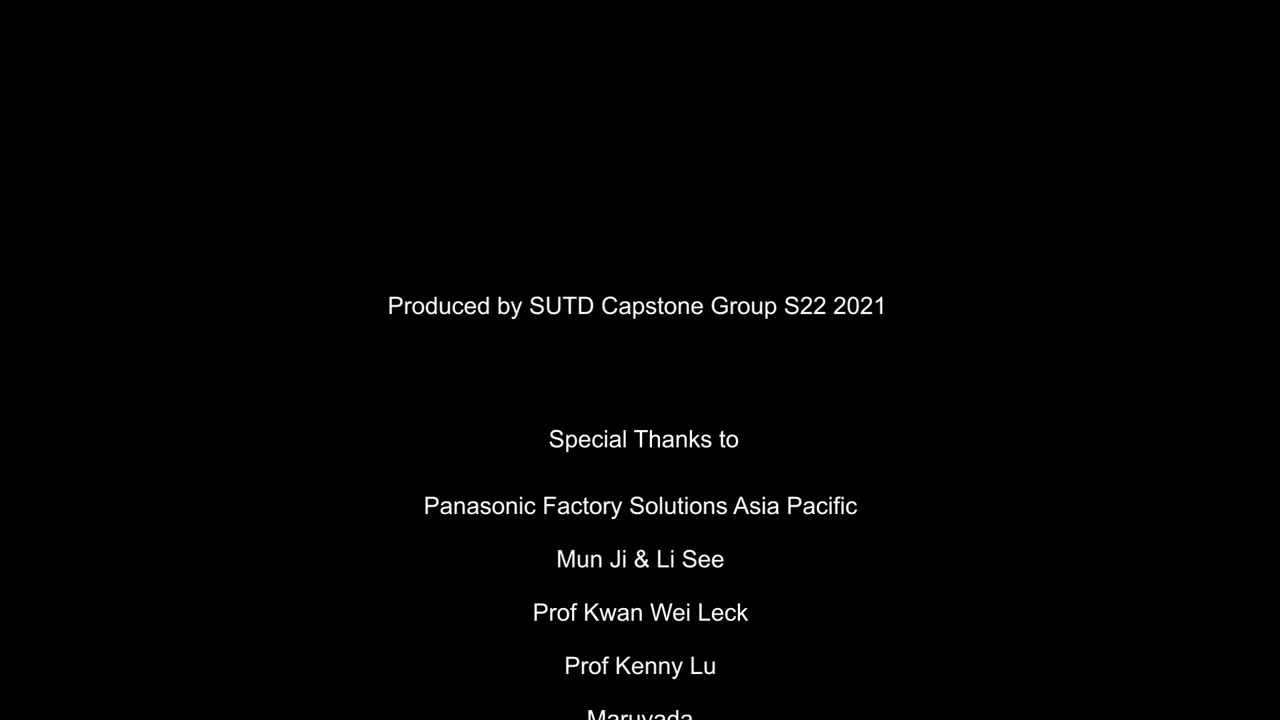 Produced by SUTD Capstone Group S22 2021
Special Thanks to
Panasonic Factory Solutions Asia Pacific
Mun Ji & Li See
Prof Kwan Wei Leck
Prof Kenny Lu
Maruvada